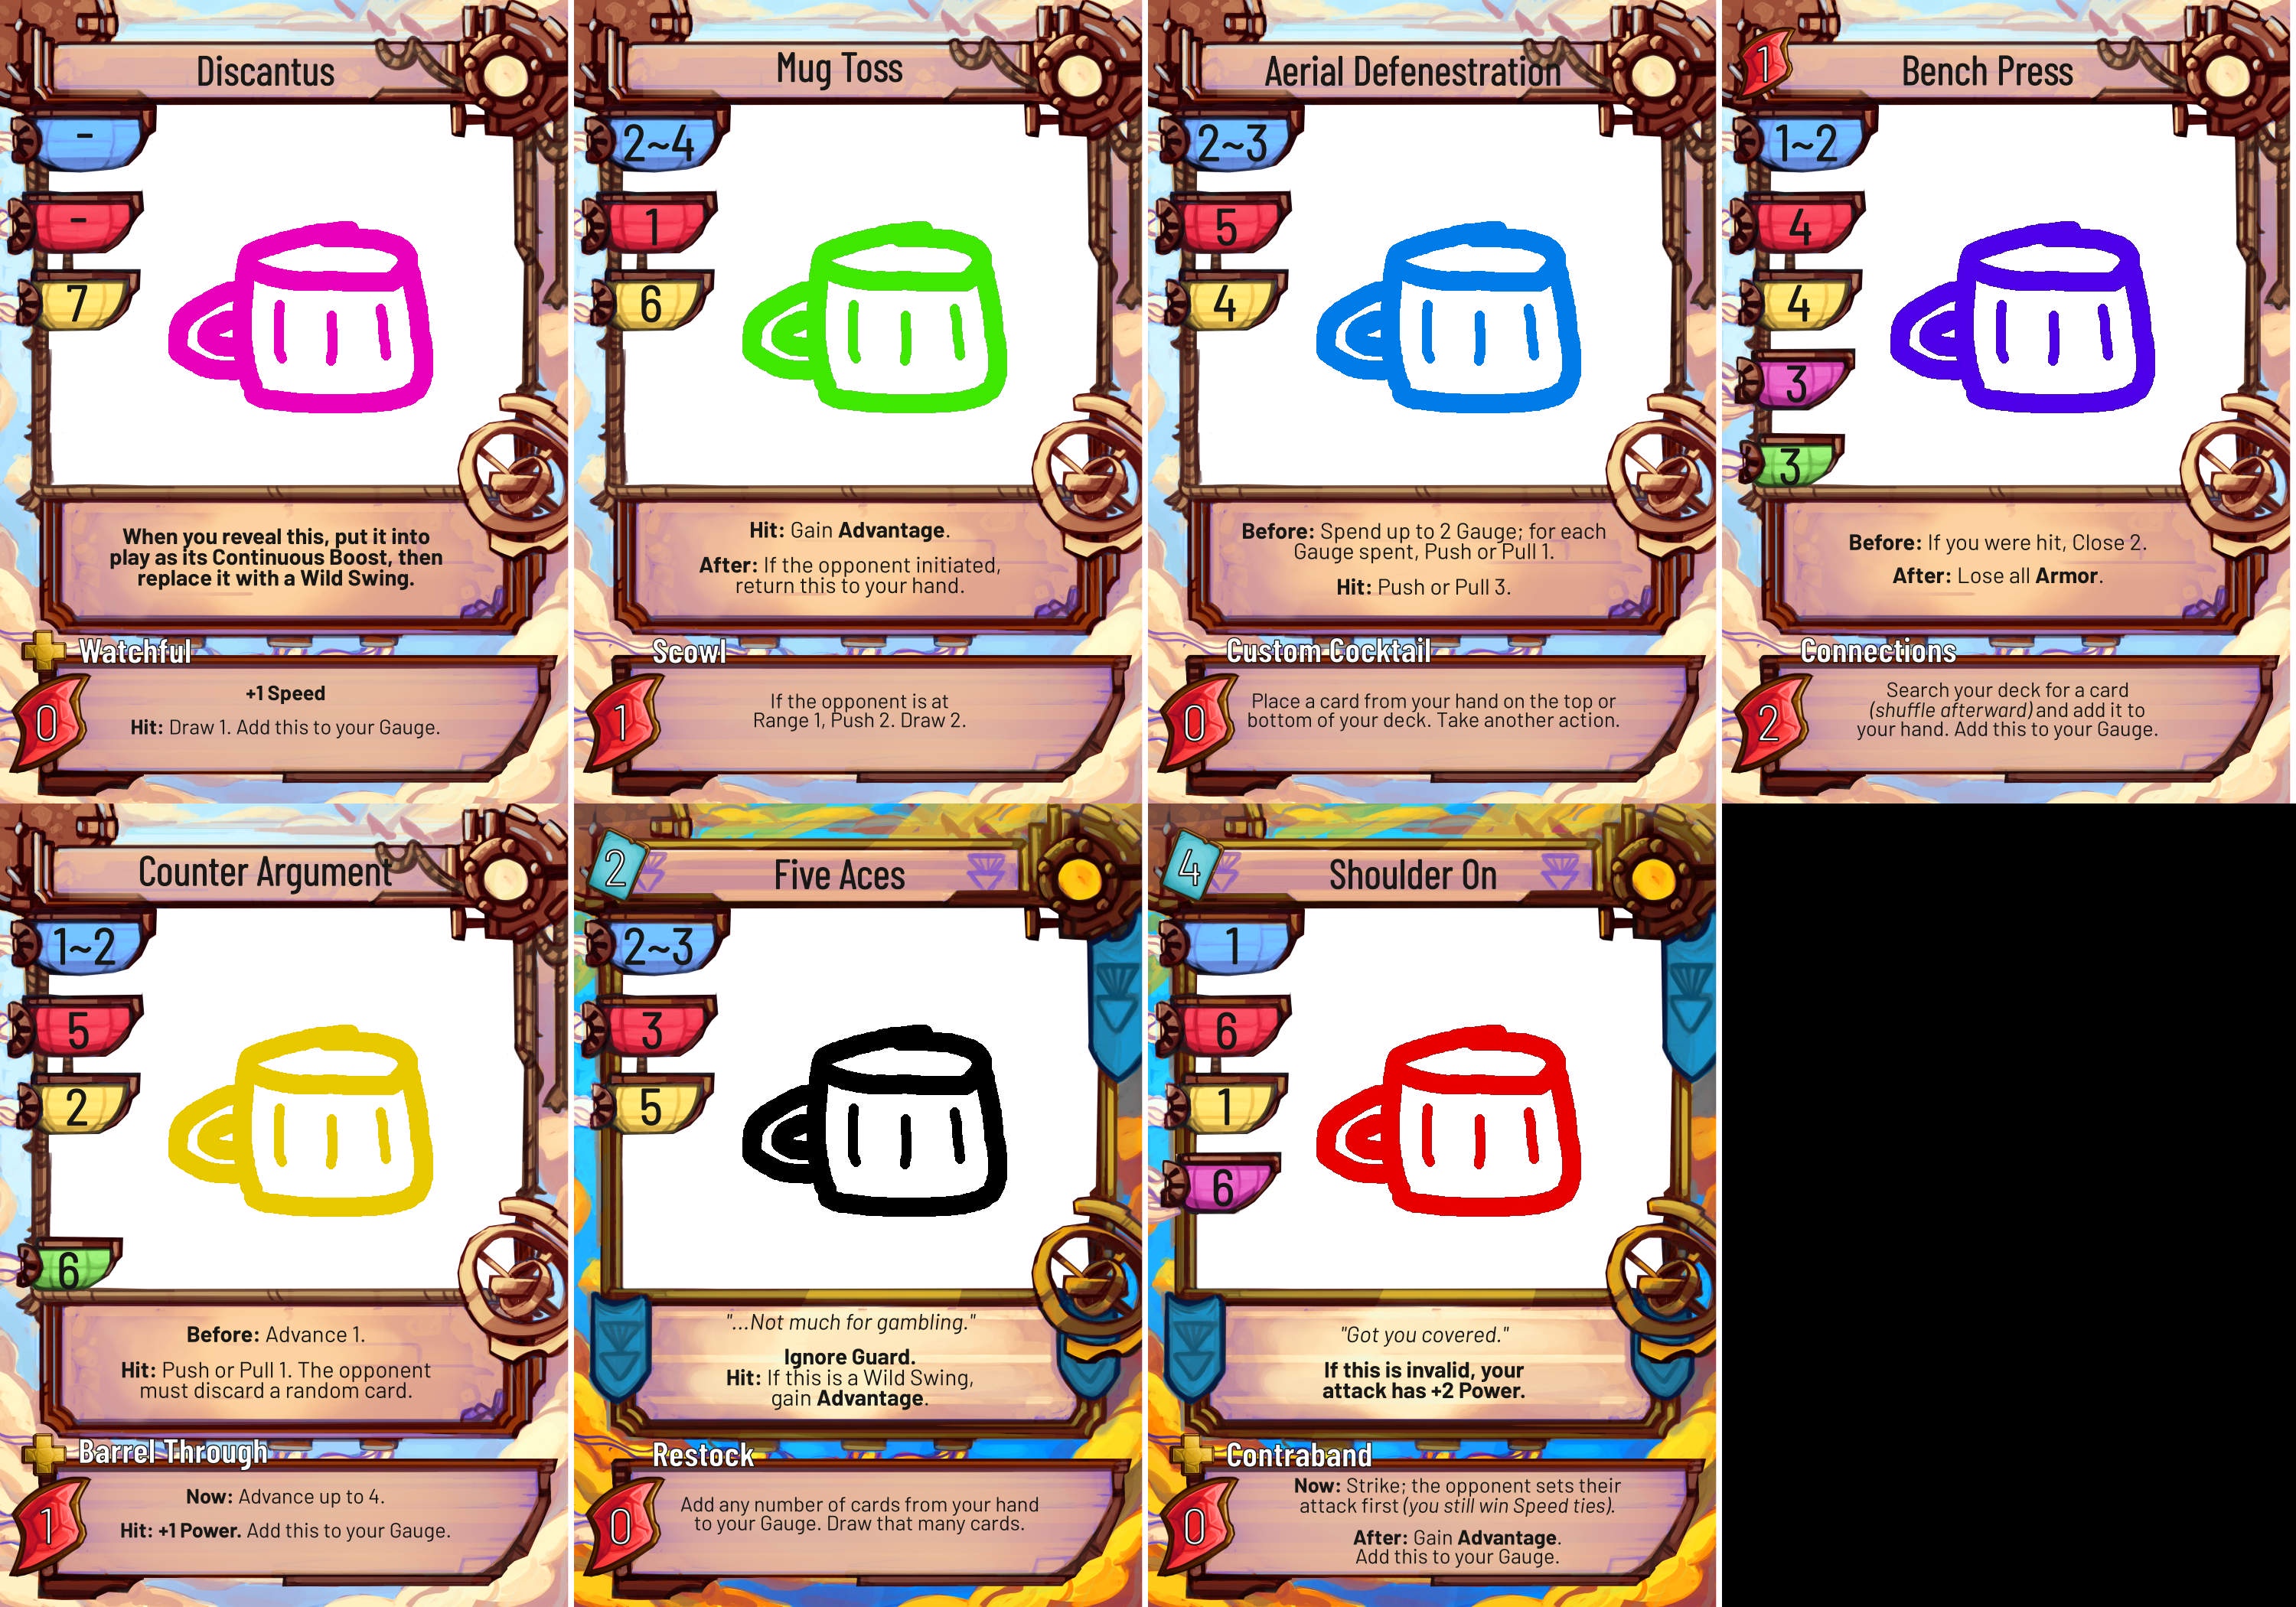 Discantus
-
-
7
When you reveal this, put it into
play as its Continuous Boost, then
replace it with a Wild Swing.
Watchful
0
+1 Speed
Hit: Draw 1. Add this to your Gauge.
Mug Toss
2~4
1
6
Hit: Gain Advantage.
After: If the opponent initiated,
return this to your hand.
Scowl
1
If the opponent is at
Range 1, Push 2. Draw 2.
Aerial Defenestration
2~3
5
4
Before: Spend up to 2 Gauge; for each
Gauge spent, Push or Pull 1.
Hit: Push or Pull 3.
Custom Cocktail
0
Place a card from your hand on the top or
bottom of your deck. Take another action.
1
Bench Press
1~2
4
4
3
3
Before: If you were hit, Close 2.
After: Lose all Armor.
Connections
2
Search your deck for a card
(shuffle afterward) and add it to
your hand. Add this to your Gauge.
Counter Argument
1~2
5
2
6
Before: Advance 1.
Hit: Push or Pull 1. The opponent
must discard a random card.
Barrel Through
1
Now: Advance up to 4.
Hit: +1 Power. Add this to your Gauge.
2
Five Aces
2~3
3
5
"...Not much for gambling."
Ignore Guard.
Hit: If this is a Wild Swing,
gain Advantage.
Restock
0
Add any number of cards from your hand
to your Gauge. Draw that many cards.
4
Shoulder On
1
6
1
6
"Got you covered."
If this is invalid, your
attack has +2 Power.
Contraband
0
Now: Strike; the opponent sets their
attack first (you still win Speed ties).
After: Gain Advantage.
Add this to your Gauge.